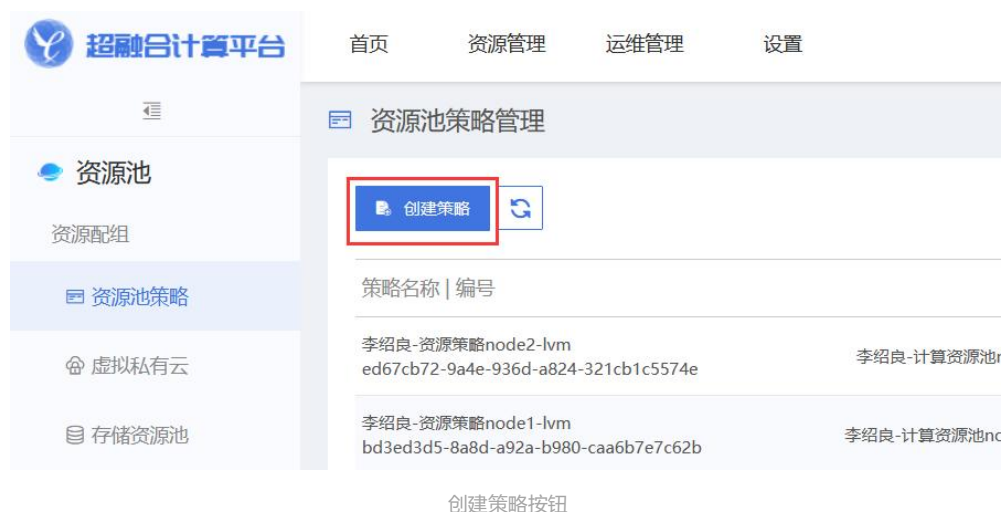 超融合计算平台 首页 资源管理 运维管理 设置
资源池策略管理
资源池
创建策略
资源配组
策略名称 | 编号
资源池策略
李绍良-资源策略node2-lvm
ed67cb72-9a4e-936d-a824-321cb1c5574e
李绍良-计算资源池n
虚拟私有云
李绍良-资源策略node1-lvm
bd3ed3d5-8a8d-a92a-b980-caa6b7e7c62b
李绍良-计算资源池no
存储资源池
创建策略按钮